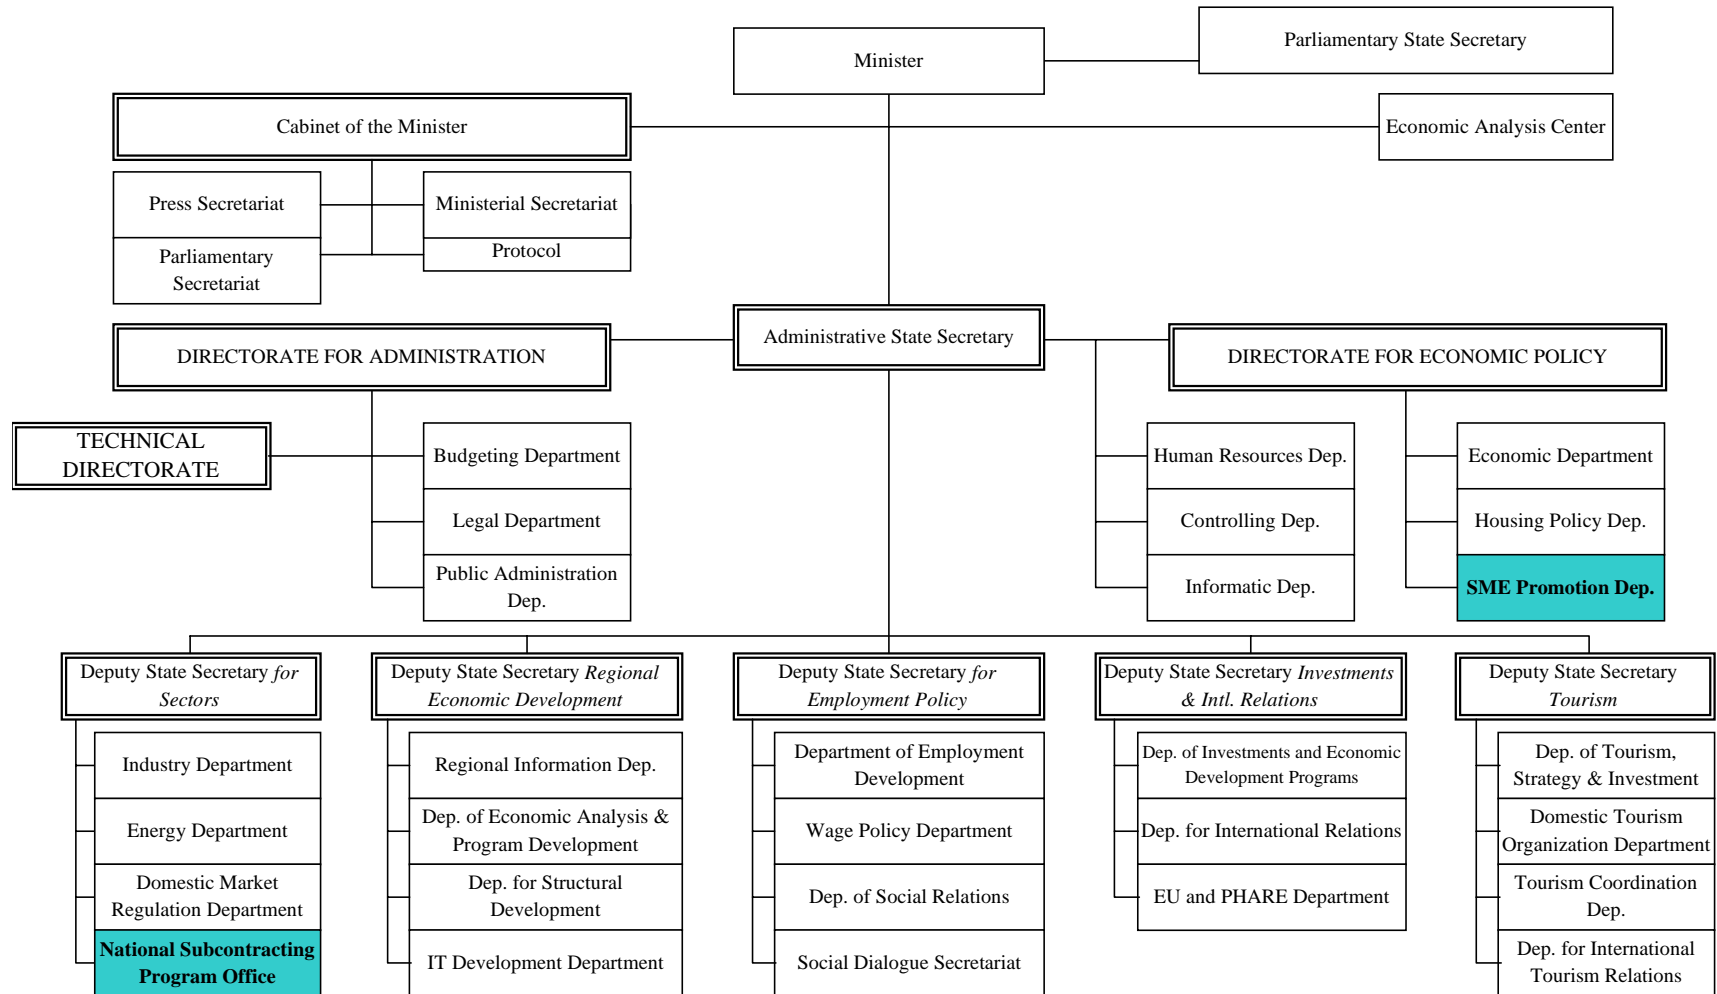 Parliamentary State Secretary
Minister
Cabinet of the Minister
Economic Analysis Center
Press Secretariat
Ministerial Secretariat
Parliamentary
Secretariat
Protocol
Administrative State Secretary
DIRECTORATE FOR ADMINISTRATION
DIRECTORATE FOR ECONOMIC POLICY
TECHNICAL
DIRECTORATE
Budgeting Department
Legal Department
Public Administration
Dep.
Human Resources Dep.
Controlling Dep.
Informatic Dep.
Economic Department
Housing Policy Dep.
SME Promotion Dep.
Deputy State Secretary for
Sectors
Industry Department
Energy Department
Domestic Market
Regulation Department
National Subcontracting
Program Office
Deputy State Secretary Regional
Economic Development
Regional Information Dep.
Dep. of Economic Analysis &
Program Development
Dep. for Structural
Development
IT Development Department
Deputy State Secretary for
Employment Policy
Department of Employment
Development
Wage Policy Department
Dep. of Social Relations
Social Dialogue Secretariat
Deputy State Secretary Investments
& Intl. Relations
Dep. of Investments and Economic
Development Programs
Dep. for International Relations
EU and PHARE Department
Deputy State Secretary
Tourism
Dep. of Tourism,
Strategy & Investment
Domestic Tourism
Organization Department
Tourism Coordination
Dep.
Dep. for International
Tourism Relations